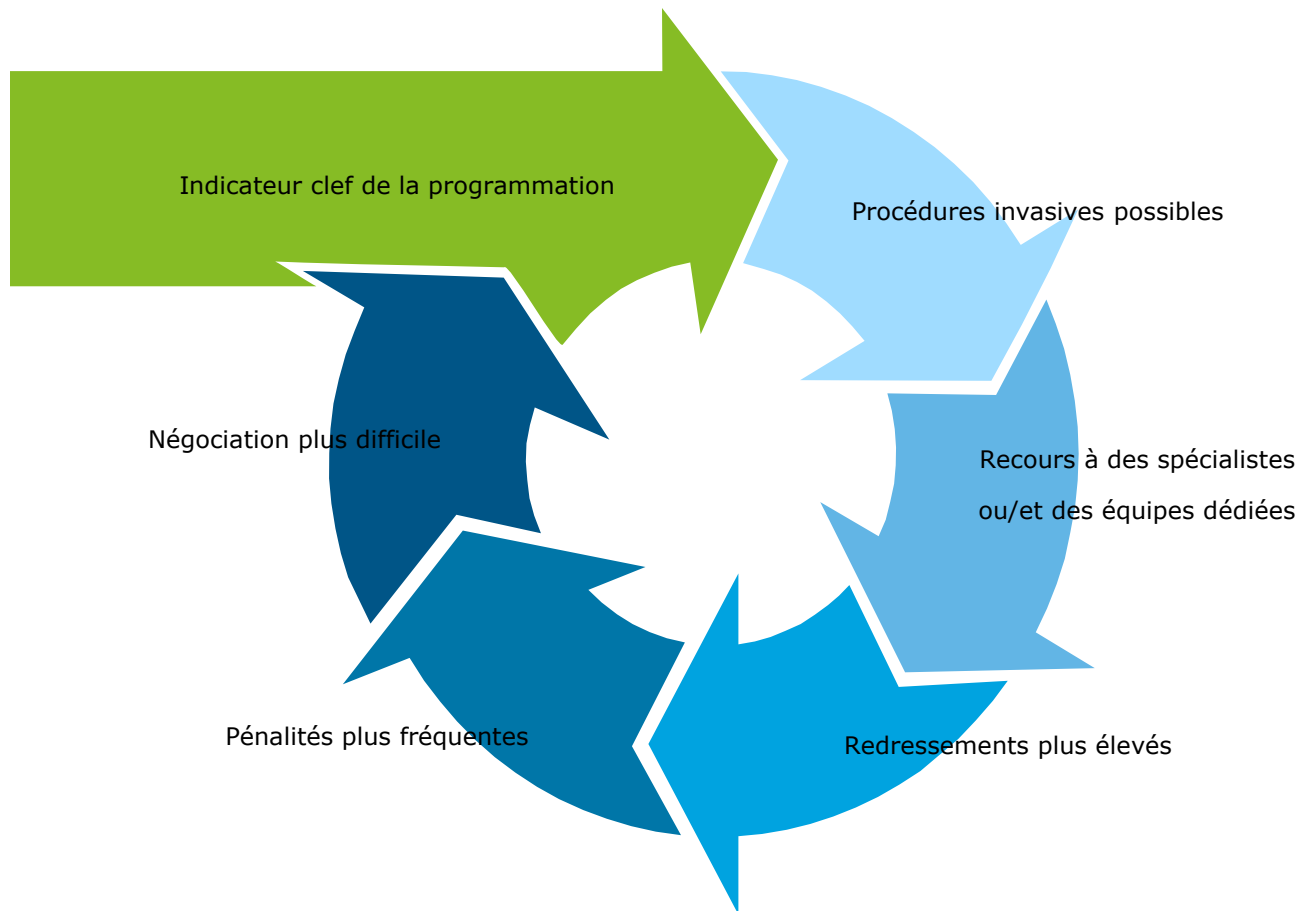 Indicateur clef de la programmation
Procédures invasives possibles
Recours à des spécialistes
ou/et des équipes dédiées
Redressements plus élevés
Pénalités plus fréquentes
Négociation plus difficile